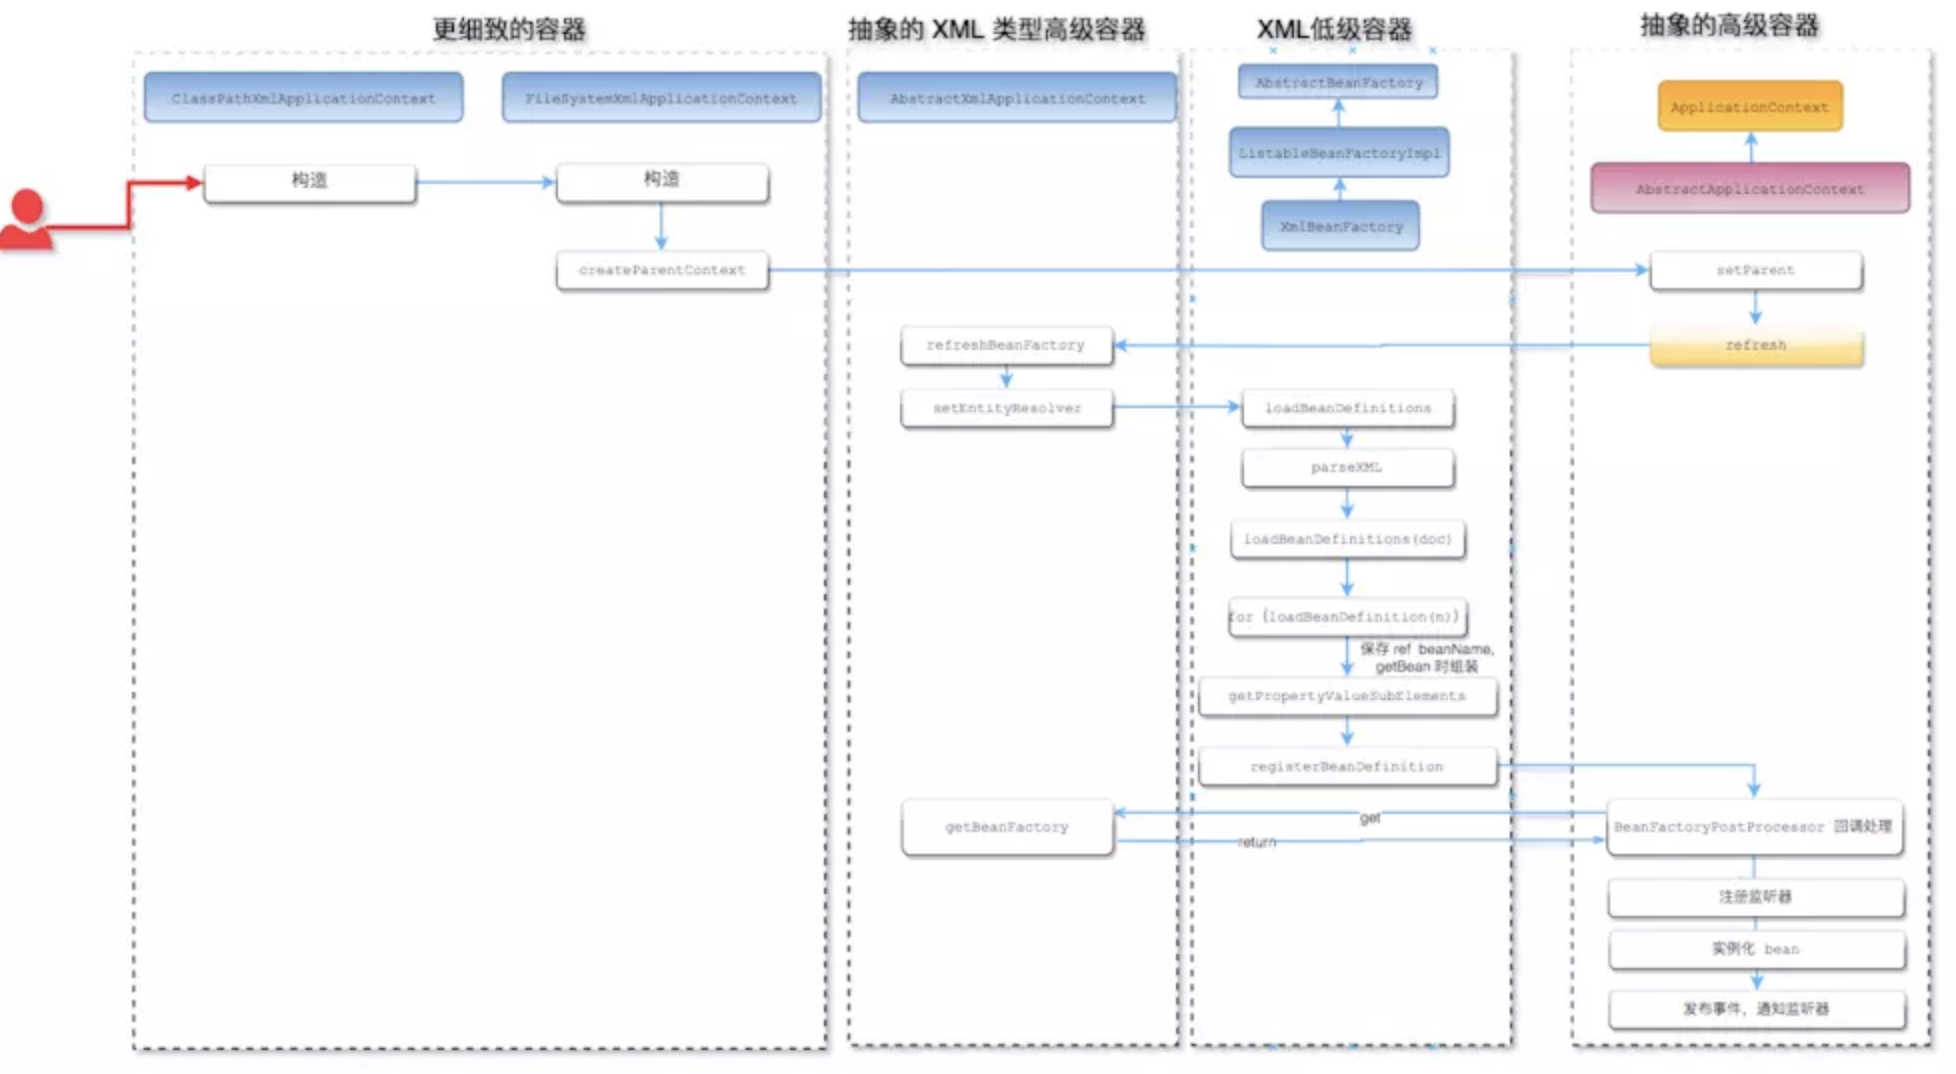 更细致的容器
抽象的 XML 类型高级容器
XML低级容器
抽象的高级容器
ClassPathXmlApplicationContext
FileSystemXmlApplicationContext
AbstractXmlApplicationContext
AbstractBeanFactory
ApplicationContext
ListableBeanFactoryImpl
AbstractApplicationContext
XmlBeanFactory
构造
构造
createParentContext
setParent
refreshBeanFactory
refresh
setEntityResolver
loadBeanDefinitions
parseXML
loadBeanDefinitions(doc)
for (loadBeanDefinition(n))
保存 ref beanName,
getBean 时组装
getPropertyValueSubElements
registerBeanDefinition
getBeanFactory
get
return
BeanFactoryPostProcessor 回调处理
注册监听器
实例化 bean
发布事件，通知监听器